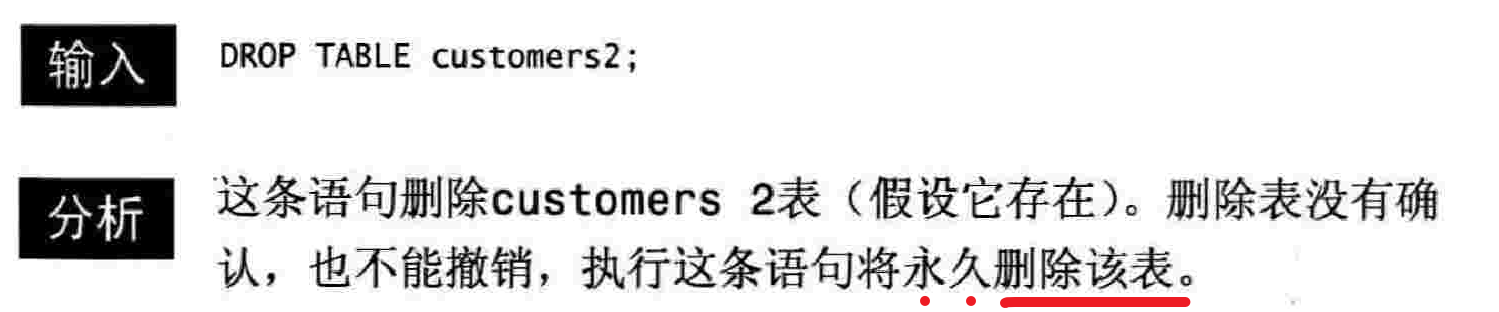 输入 DROP TABLE customers2;
分析 这条语句删除customers 2表（假设它存在）。删除表没有确
认，也不能撤销，执行这条语句将永久删除该表。